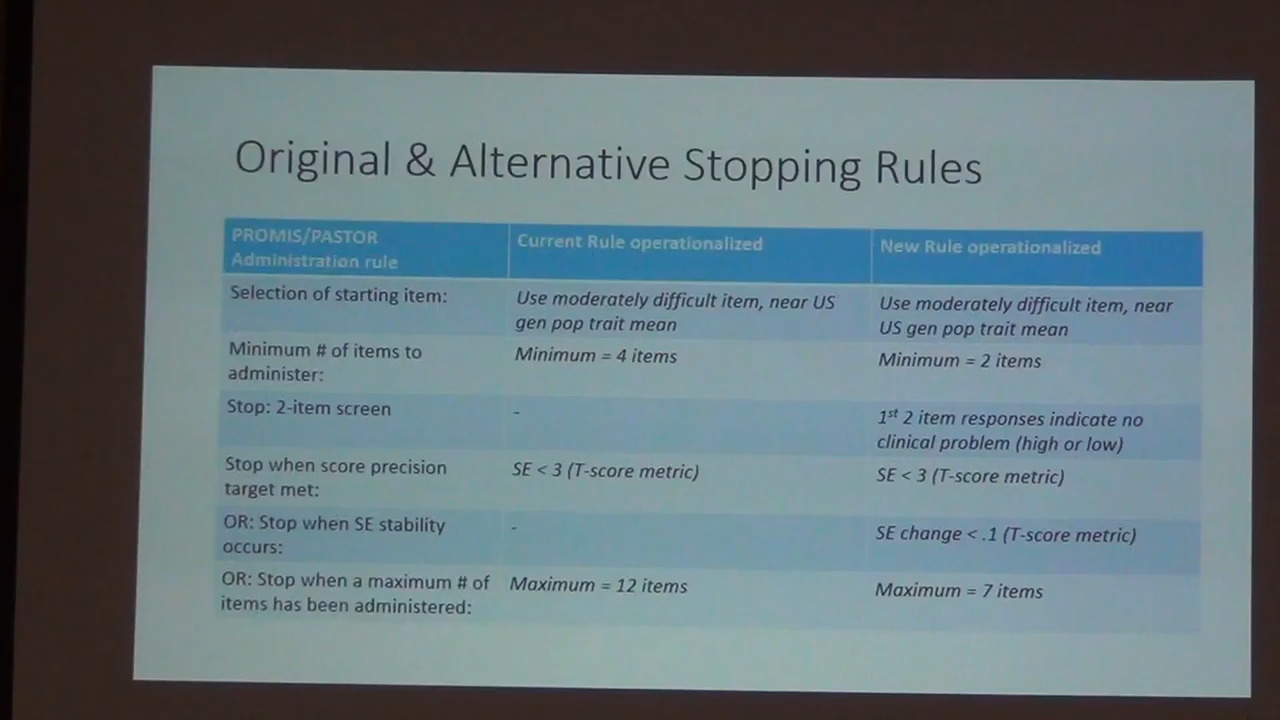 Original & Alternative Stopping Rules
PROMIS/PASTOR
Administration rule
Current Rule operationalized
New Rule operationalized
Selection of starting item:
Use moderately difficult item, near US
gen pop trait mean
Use moderately difficult item, near
US gen pop trait mean
Minimum # of items to
administer:
Minimum = 4 items
Minimum = 2 items
Stop: 2-item screen
-
1st 2 item responses indicate no
clinical problem (high or low)
Stop when score precision
target met:
SE < 3 (T-score metric)
SE < 3 (T-score metric)
OR: Stop when SE stability
occurs:
-
SE change < .1 (T-score metric)
OR: Stop when a maximum # of
items has been administered:
Maximum = 12 items
Maximum = 7 items